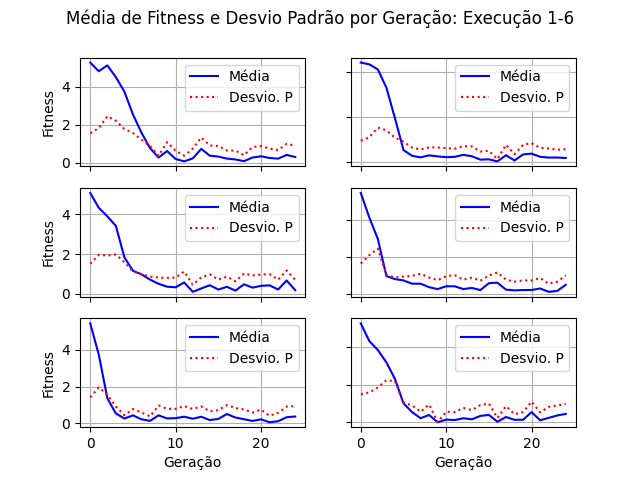 Média de Fitness e Desvio Padrão por Geração: Execução 1-6
Fitness
4
2
0
Média
Desvio. P
Média
Desvio. P
Fitness
4
2
0
Média
Desvio. P
Média
Desvio. P
Fitness
4
2
0
Média
Desvio. P
Média
Desvio. P
0 10 20
0 10 20
Geração
Geração